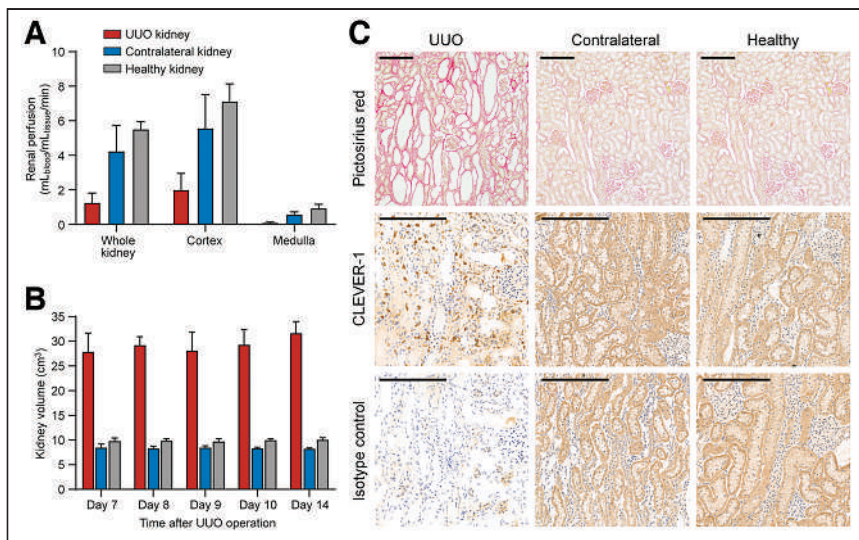 A
UUO kidney
Contralateral kidney
Healthy kidney
Renal perfusion
(mLblood/mLtissue/min)
10
8
6
4
2
0
Whole
kidney
Cortex
Medulla
B
Kidney volume (cm³)
35
30
25
20
15
10
5
0
Day 7
Day 8
Day 9
Day 10
Day 14
Time after UUO operation
C
UUO
Contralateral
Healthy
Pictosirius red
CLEVER-1
Isotype control